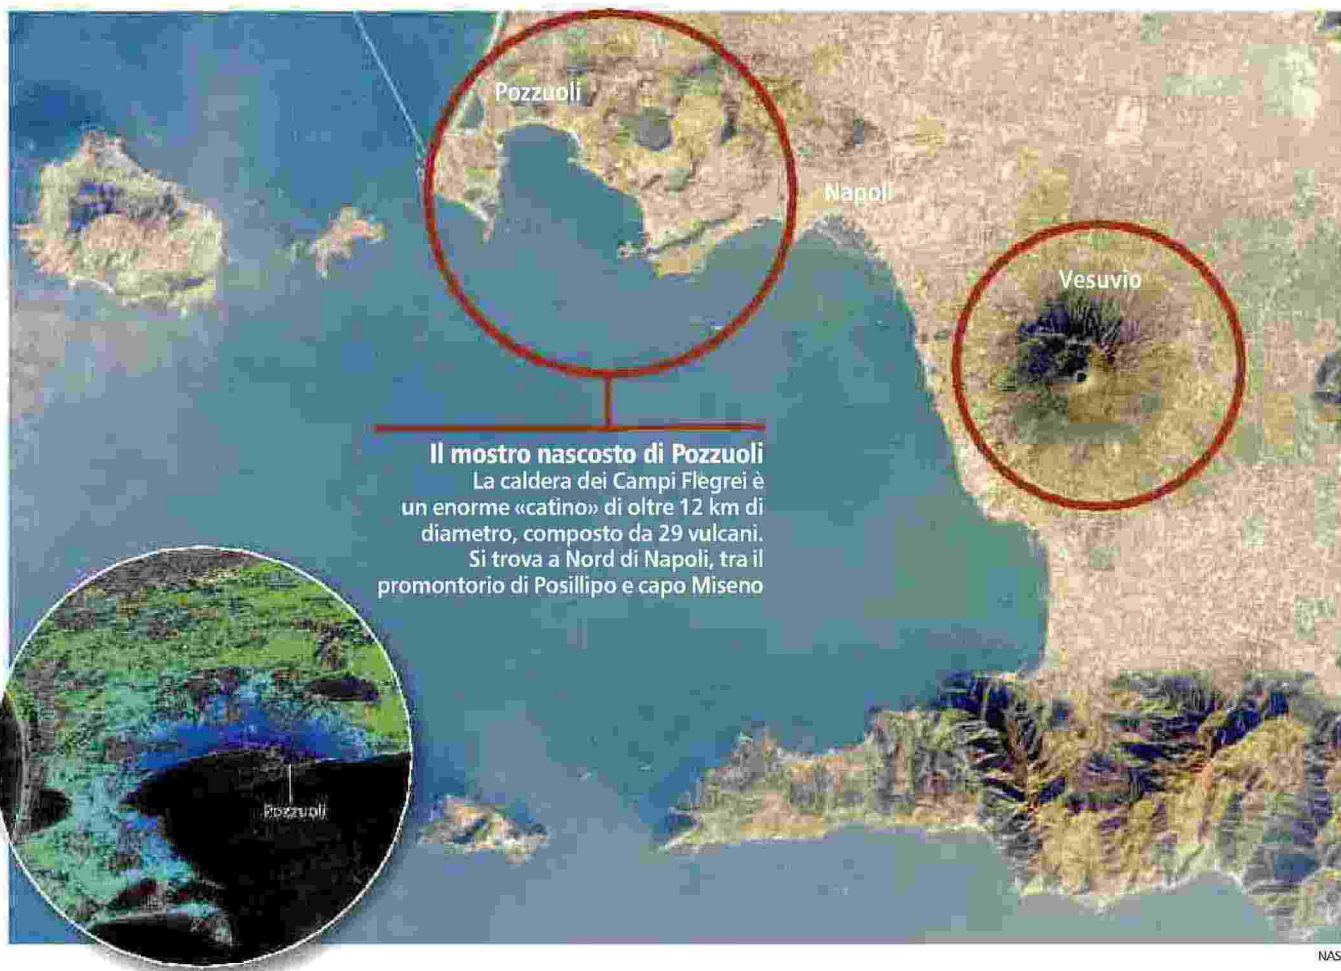 Pozzuoli
Napoli
Vesuvio
Il mostro nascosto di Pozzuoli
La caldera dei Campi Flegrei è
un enorme «catino» di oltre 12 km di
diametro, composto da 29 vulcani.
Si trova a Nord di Napoli, tra il
promontorio di Posillipo e capo Miseno
Pozzuoli
NAS